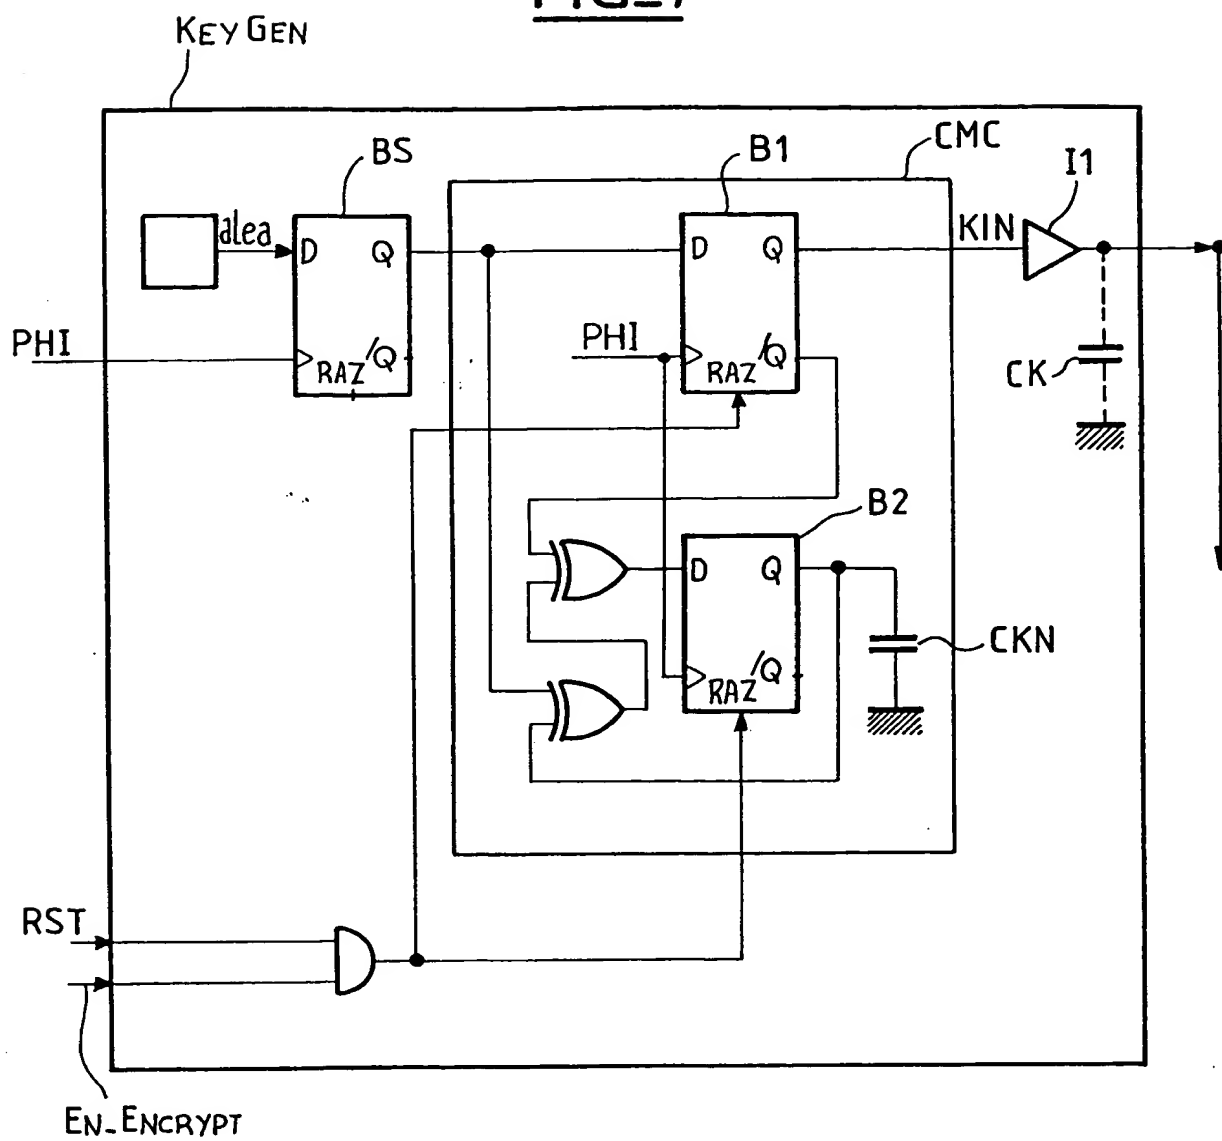 KEY GEN
BS
B1
CMC
I1
alea
D
Q
D
Q
KIN
PHI
RAZ
/Q
PHI
RAZ
/Q
CK
B2
D
Q
CKN
RAZ
/Q
RST
EN_ENCRYPT